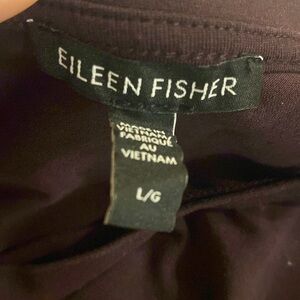 EILEEN FISHER
MADE IN
VIETNAM/
FABRIQUÉ
AU
VIETNAM
L/G